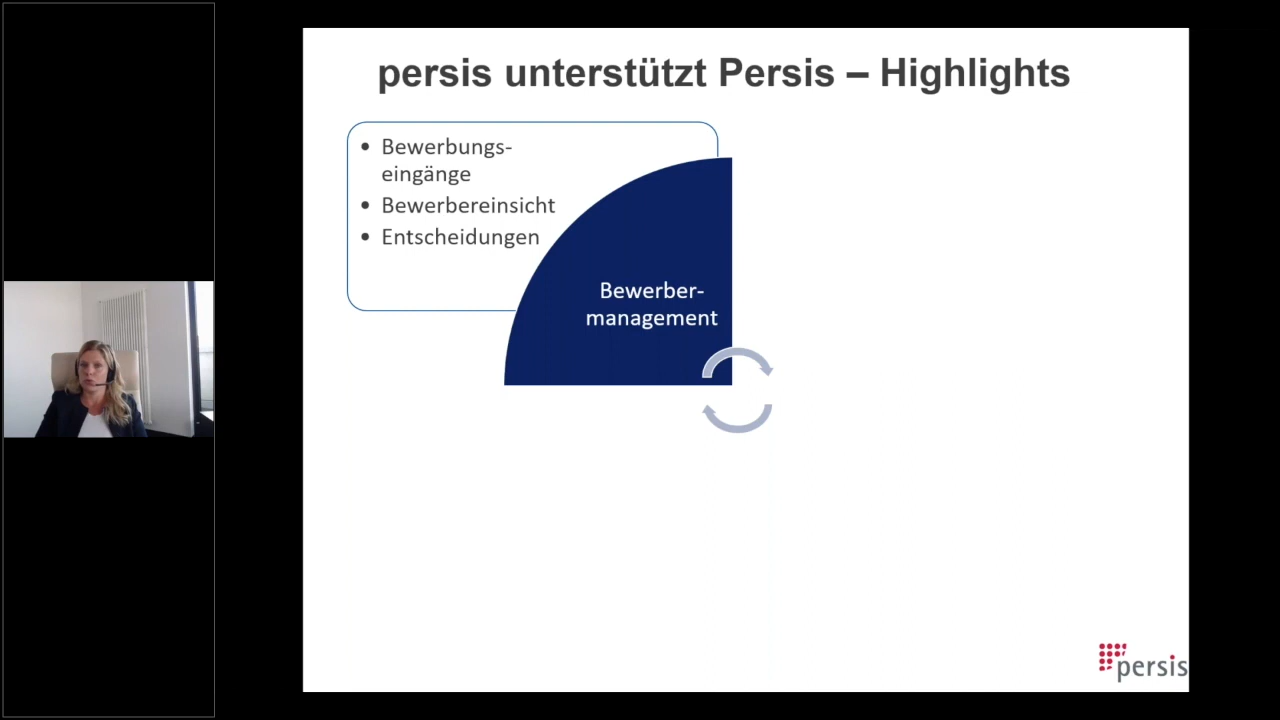 persis unterstützt Persis – Highlights
• Bewerbungs-
eingänge
• Bewerbereinsicht
• Entscheidungen
Bewerber-
management
persis